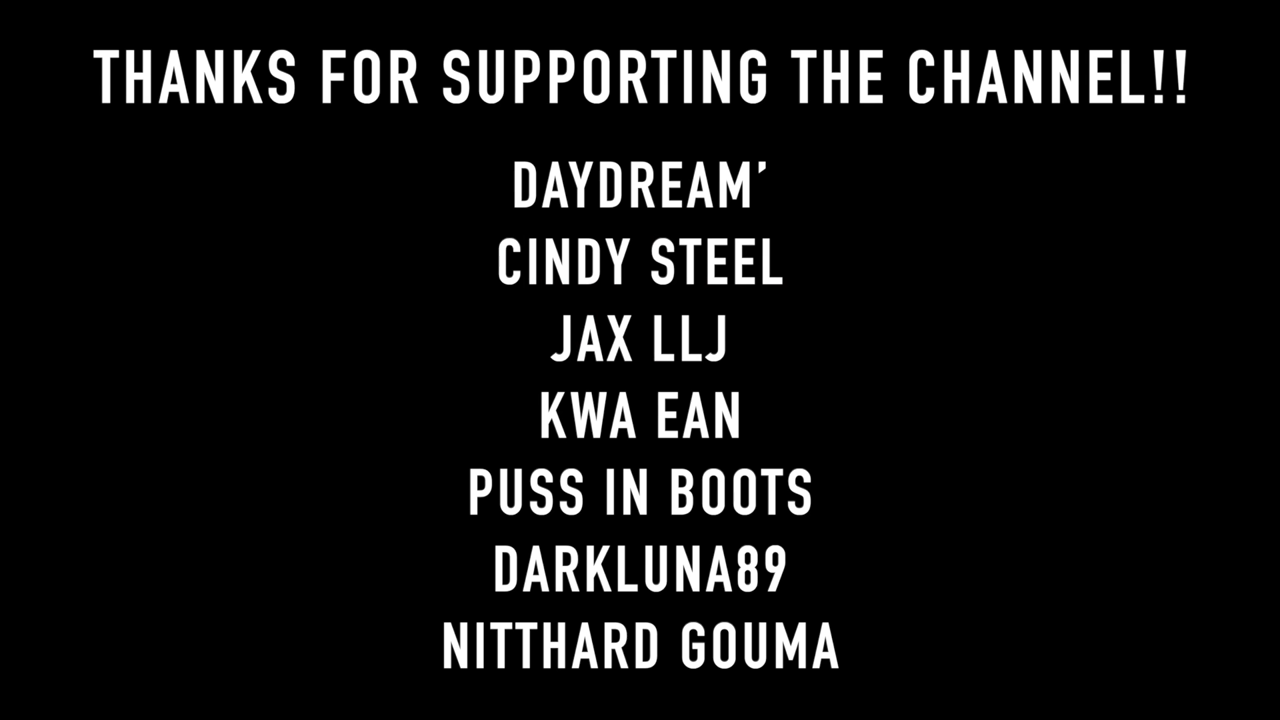 THANKS FOR SUPPORTING THE CHANNEL!!
DAYDREAM’
CINDY STEEL
JAX LLJ
KWA EAN
PUSS IN BOOTS
DARKLUNA89
NITTHARD GOUMA